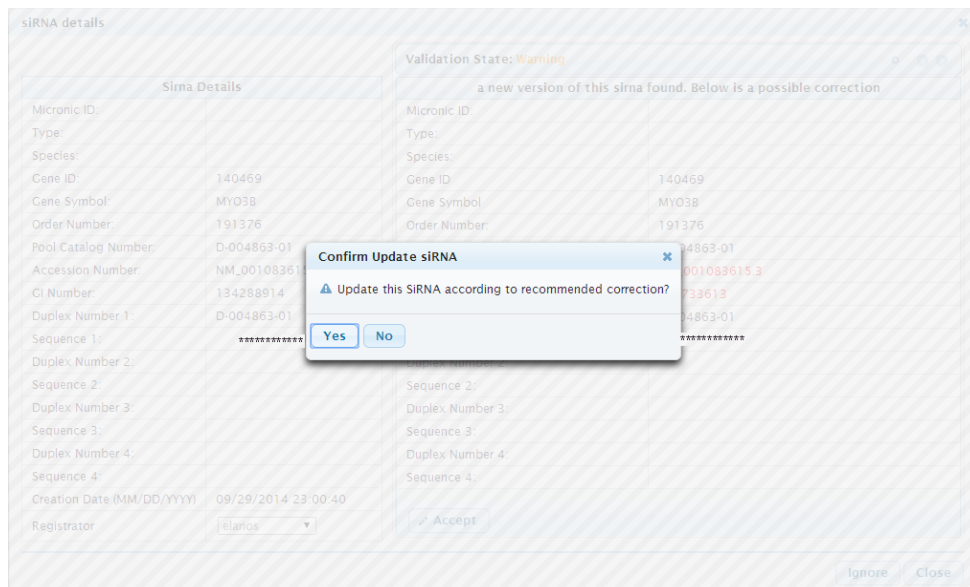 siRNA details
Validation State: Warning
Sirna Details
a new version of this sirna found. Below is a possible correction
Micronic ID:
Micronic ID:
Type:
Type:
Species:
Species:
Gene ID: 140469
Gene ID 140469
Gene Symbol: MYO3B
Gene Symbol MYO3B
Order Number: 191376
Order Number: 191376
Pool Catalog Number: D-004863-01
04863-01
Accession Number: NM_001083615
001083615.3
GI Number: 134288914
733613
Duplex Number 1: D-004863-01
04863-01
Sequence 1: ************
************
Confirm Update siRNA
Update this SiRNA according to recommended correction?
Yes No
Duplex Number 2:
Duplex Number 2
Sequence 2:
Sequence 2:
Duplex Number 3:
Duplex Number 3:
Sequence 3:
Sequence 3:
Duplex Number 4:
Duplex Number 4:
Sequence 4:
Sequence 4:
Creation Date (MM/DD/YYYY) 09/29/2014 23:00:40
Registrator elarios
Accept
Ignore Close